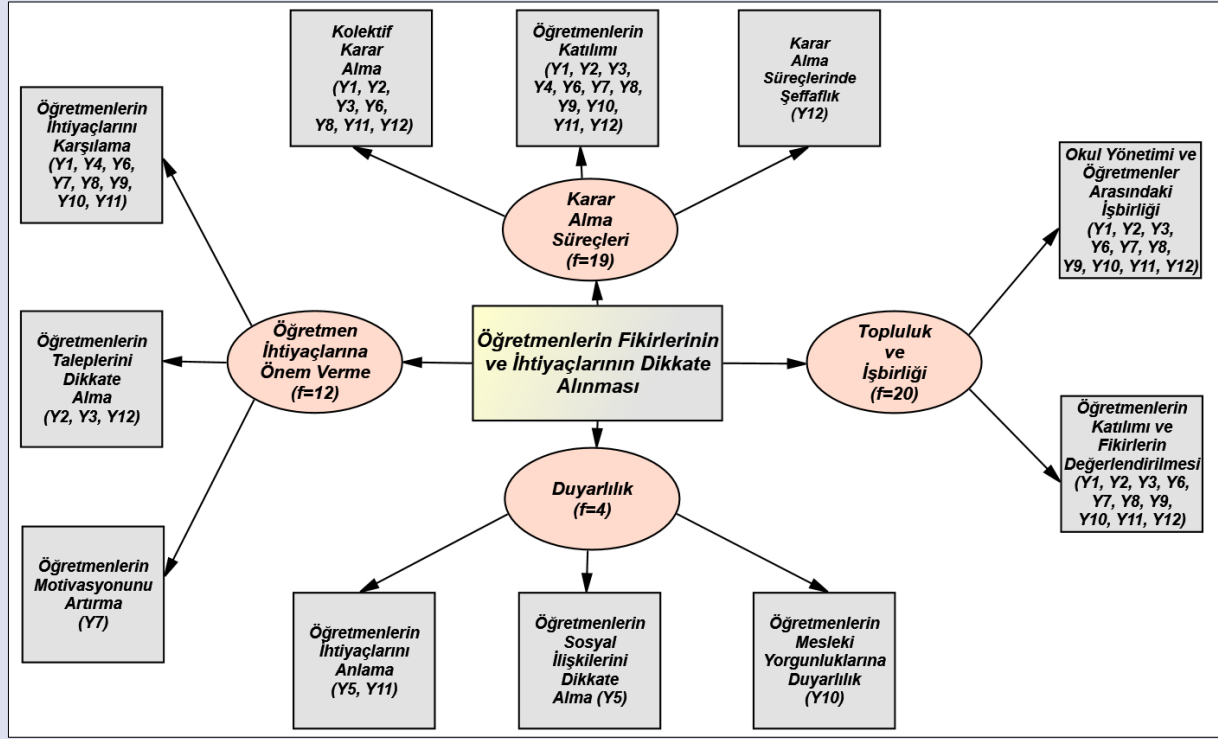 Kolektif
Karar
Alma
(Y1, Y2,
Y3, Y6,
Y8, Y11, Y12)
Öğretmenlerin
Katılımı
(Y1, Y2, Y3,
Y4, Y6, Y7, Y8,
Y9, Y10,
Y11, Y12)
Karar
Alma
Süreçlerinde
Şeffaflık
(Y12)
Öğretmenlerin
İhtiyaçlarını
Karşılama
(Y1, Y4, Y6,
Y7, Y8, Y9,
Y10, Y11)
Karar
Alma
Süreçleri
(f=19)
Okul Yönetimi ve
Öğretmenler
Arasındaki
İşbirliği
(Y1, Y2, Y3,
Y6, Y7, Y8,
Y9, Y10, Y11, Y12)
Öğretmenlerin
Taleplerini
Dikkate
Alma
(Y2, Y3, Y12)
Öğretmen
İhtiyaçlarına
Önem Verme
(f=12)
Öğretmenlerin Fikirlerinin
ve İhtiyaçlarının Dikkate
Alınması
Topluluk
ve
İşbirliği
(f=20)
Öğretmenlerin
Katılımı ve
Fikirlerin
Değerlendirilmesi
(Y1, Y2, Y3, Y6
Y7, Y8, Y9,
Y10, Y11, Y12)
Duyarlılık
(f=4)
Öğretmenlerin
Motivasyonunu
Artırma
(Y7)
Öğretmenlerin
İhtiyaçlarını
Anlama
(Y5, Y11)
Öğretmenlerin
Sosyal
İlişkilerini
Dikkate
Alma (Y5)
Öğretmenlerin
Mesleki
Yorgunluklarına
Duyarlılık
(Y10)